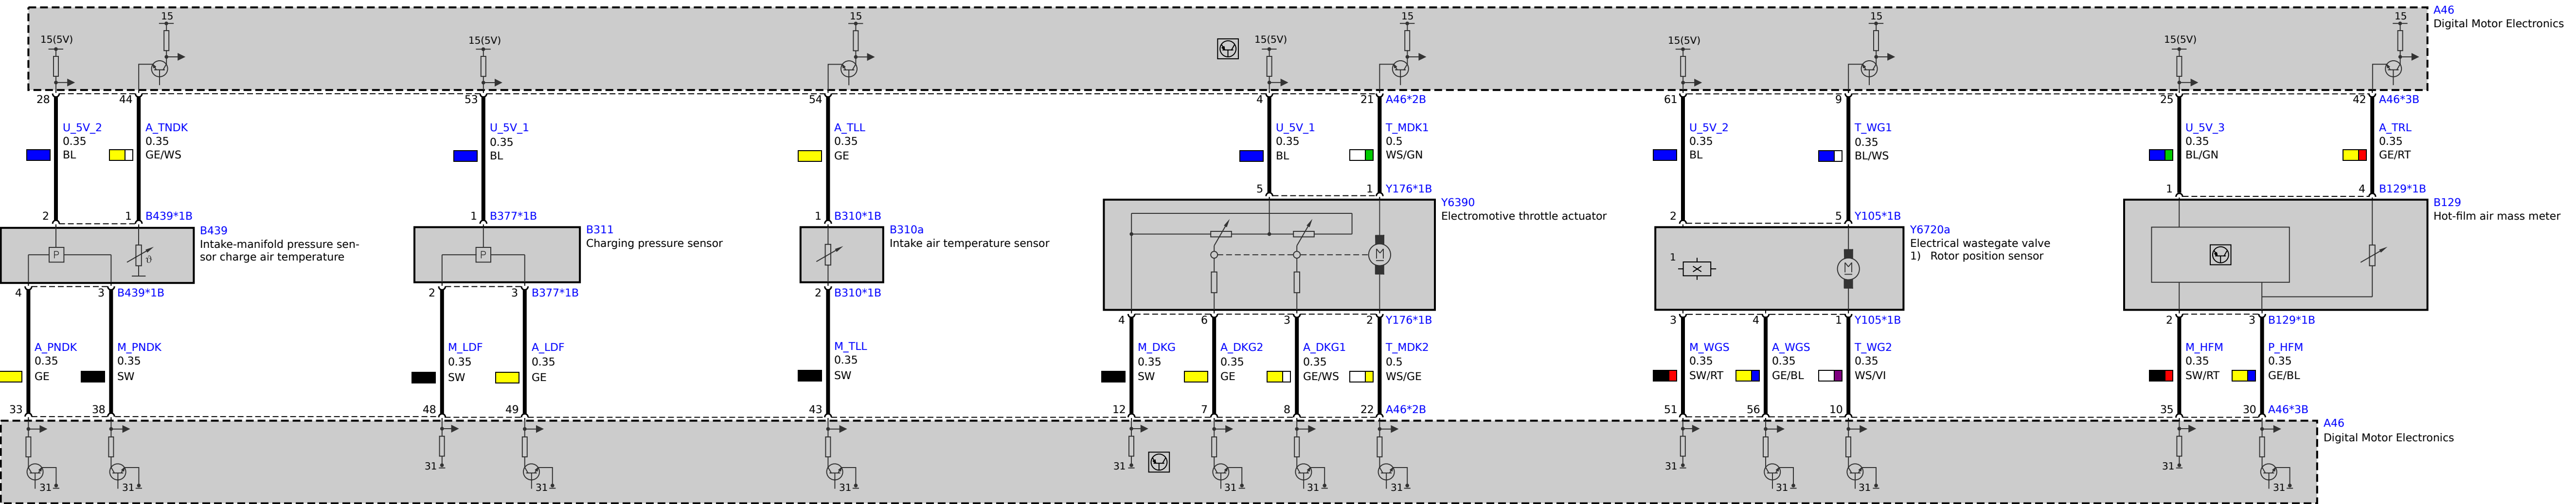 15 15 15 15 15 A46
Digital Motor Electronics
15(5V) 15(5V) 15(5V) 15(5V) 15(5V)
28 44 53 54 4 21 A46*2B 61 9 25 42 A46*3B
U_5V_2 A_TNDK U_5V_1 A_TLL U_5V_1 T_MDK1 U_5V_2 T_WG1 U_5V_3 A_TRL
0.35 0.35 0.35 0.35 0.35 0.5 0.35 0.35 0.35 0.35
BL GE/WS BL GE BL WS/GN BL BL/WS BL/GN GE/RT
5 1 Y176*1B 1 4 B129*1B
2 1 B439*1B 1 B377*1B 1 B310*1B 2 5 Y105*1B
Y6390
Electromotive throttle actuator
B129
Hot-film air mass meter
B439
Intake-manifold pressure sen-
sor charge air temperature
B311
Charging pressure sensor
B310a
Intake air temperature sensor
Y6720a
Electrical wastegate valve
1) Rotor position sensor
P ϑ P M 1 M
4 3 B439*1B 2 3 B377*1B 2 B310*1B
4 6 3 2 Y176*1B 3 4 1 Y105*1B 2 3 B129*1B
A_PNDK M_PNDK M_LDF A_LDF M_TLL M_DKG A_DKG2 A_DKG1 T_MDK2 M_WGS A_WGS T_WG2 M_HFM P_HFM
0.35 0.35 0.35 0.35 0.35 0.35 0.35 0.35 0.5 0.35 0.35 0.35 0.35 0.35
GE SW SW GE SW SW GE GE/WS WS/GE SW/RT GE/BL WS/VI SW/RT GE/BL
33 38 48 49 43 12 7 8 22 A46*2B 51 56 10 35 30 A46*3B
A46
Digital Motor Electronics
31 31 31 31
31 31 31 31 31 31 31 31 31 31